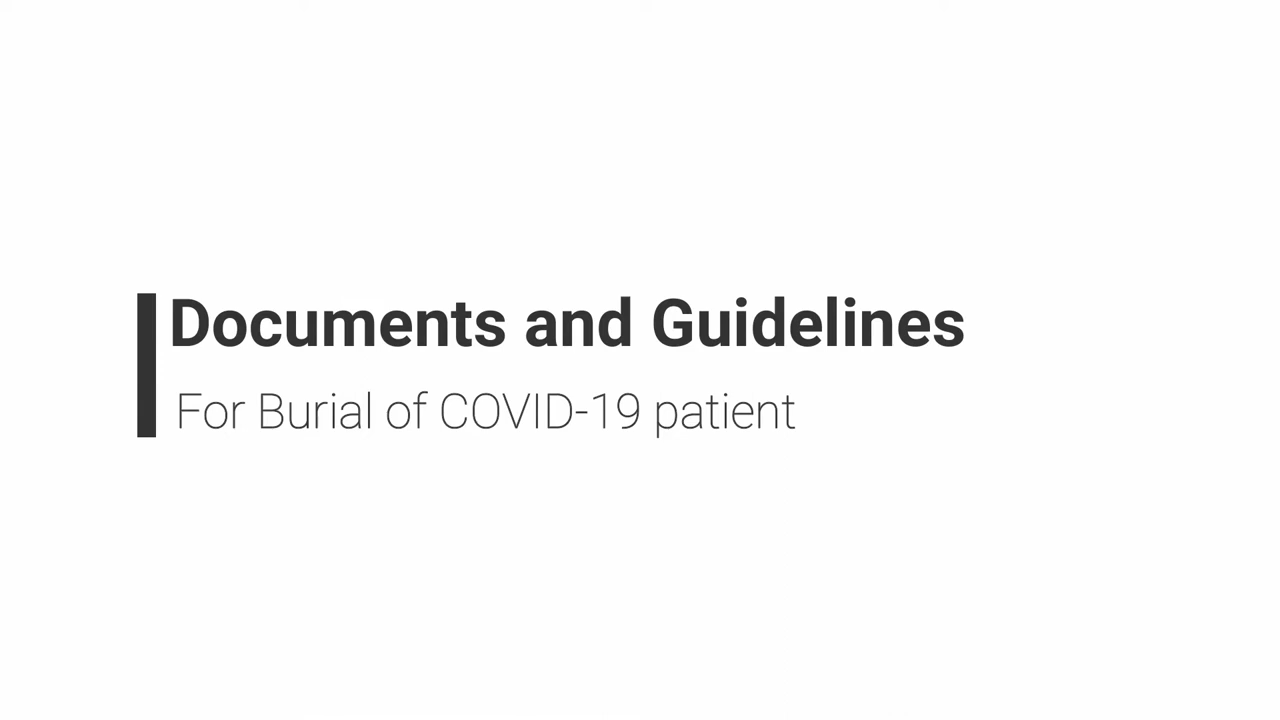 Documents and Guidelines
For Burial of COVID-19 patient